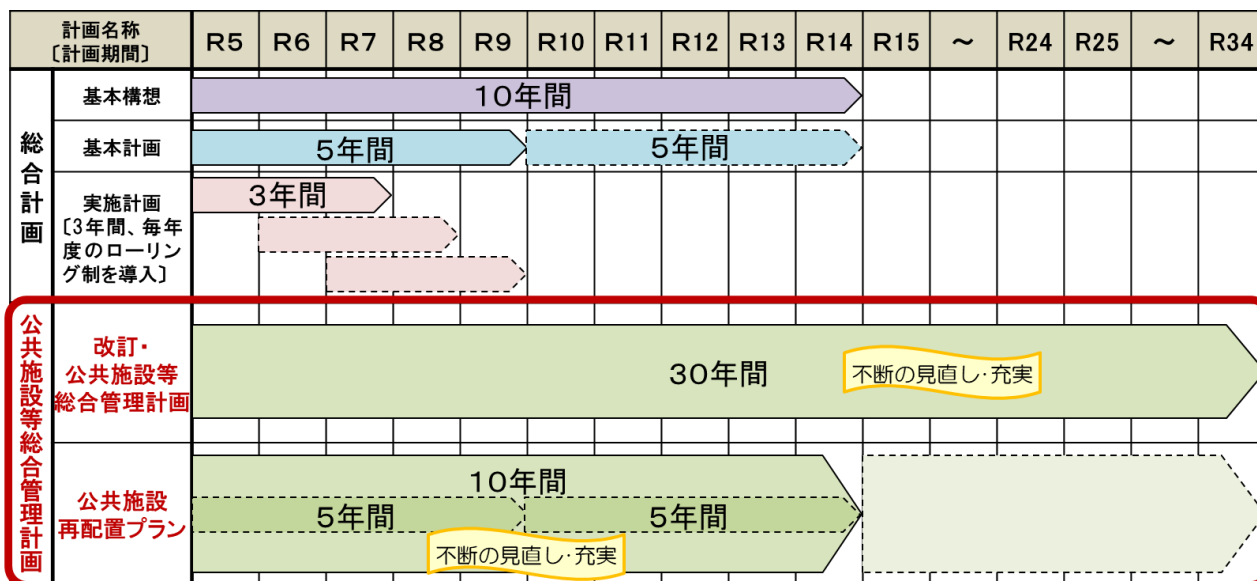 計画名称
〔計画期間〕
R5
R6
R7
R8
R9
R10
R11
R12
R13
R14
R15
～
R24
R25
～
R34
総合計画
基本構想
10年間
基本計画
5年間
5年間
実施計画
〔3年間、毎年
度のローリン
グ制を導入〕
3年間
公共施設等総合管理計画
改訂・
公共施設等
総合管理計画
30年間
不断の見直し・充実
公共施設
再配置プラン
10年間
5年間
5年間
不断の見直し・充実